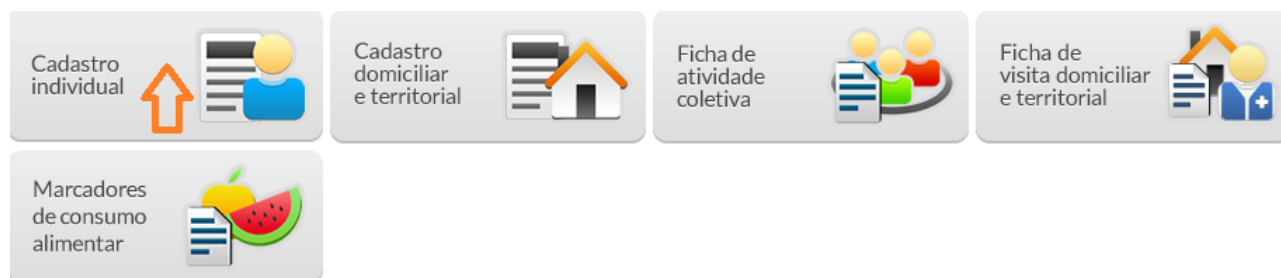 Cadastro
individual
Cadastro
domiciliar
e territorial
Ficha de
atividade
coletiva
Ficha de
visita domiciliar
e territorial
Marcadores
de consumo
alimentar